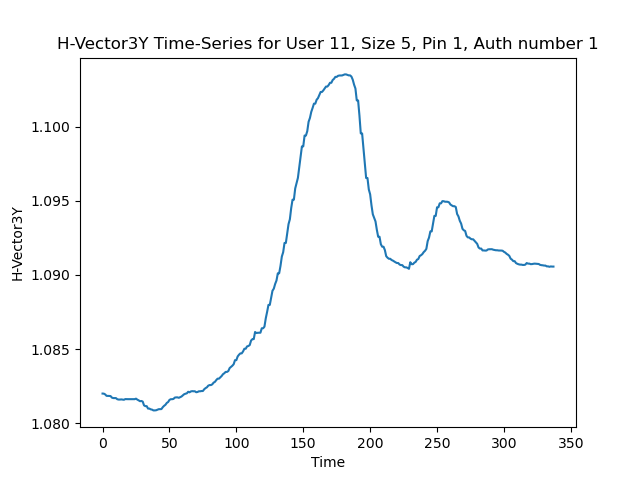 H-Vector3Y Time-Series for User 11, Size 5, Pin 1, Auth number 1
H-Vector3Y
1.100
1.095
1.090
1.085
1.080
0 50 100 150 200 250 300 350
Time